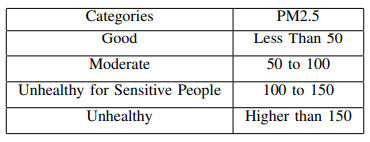 Categories PM2.5
Good Less Than 50
Moderate 50 to 100
Unhealthy for Sensitive People 100 to 150
Unhealthy Higher than 150